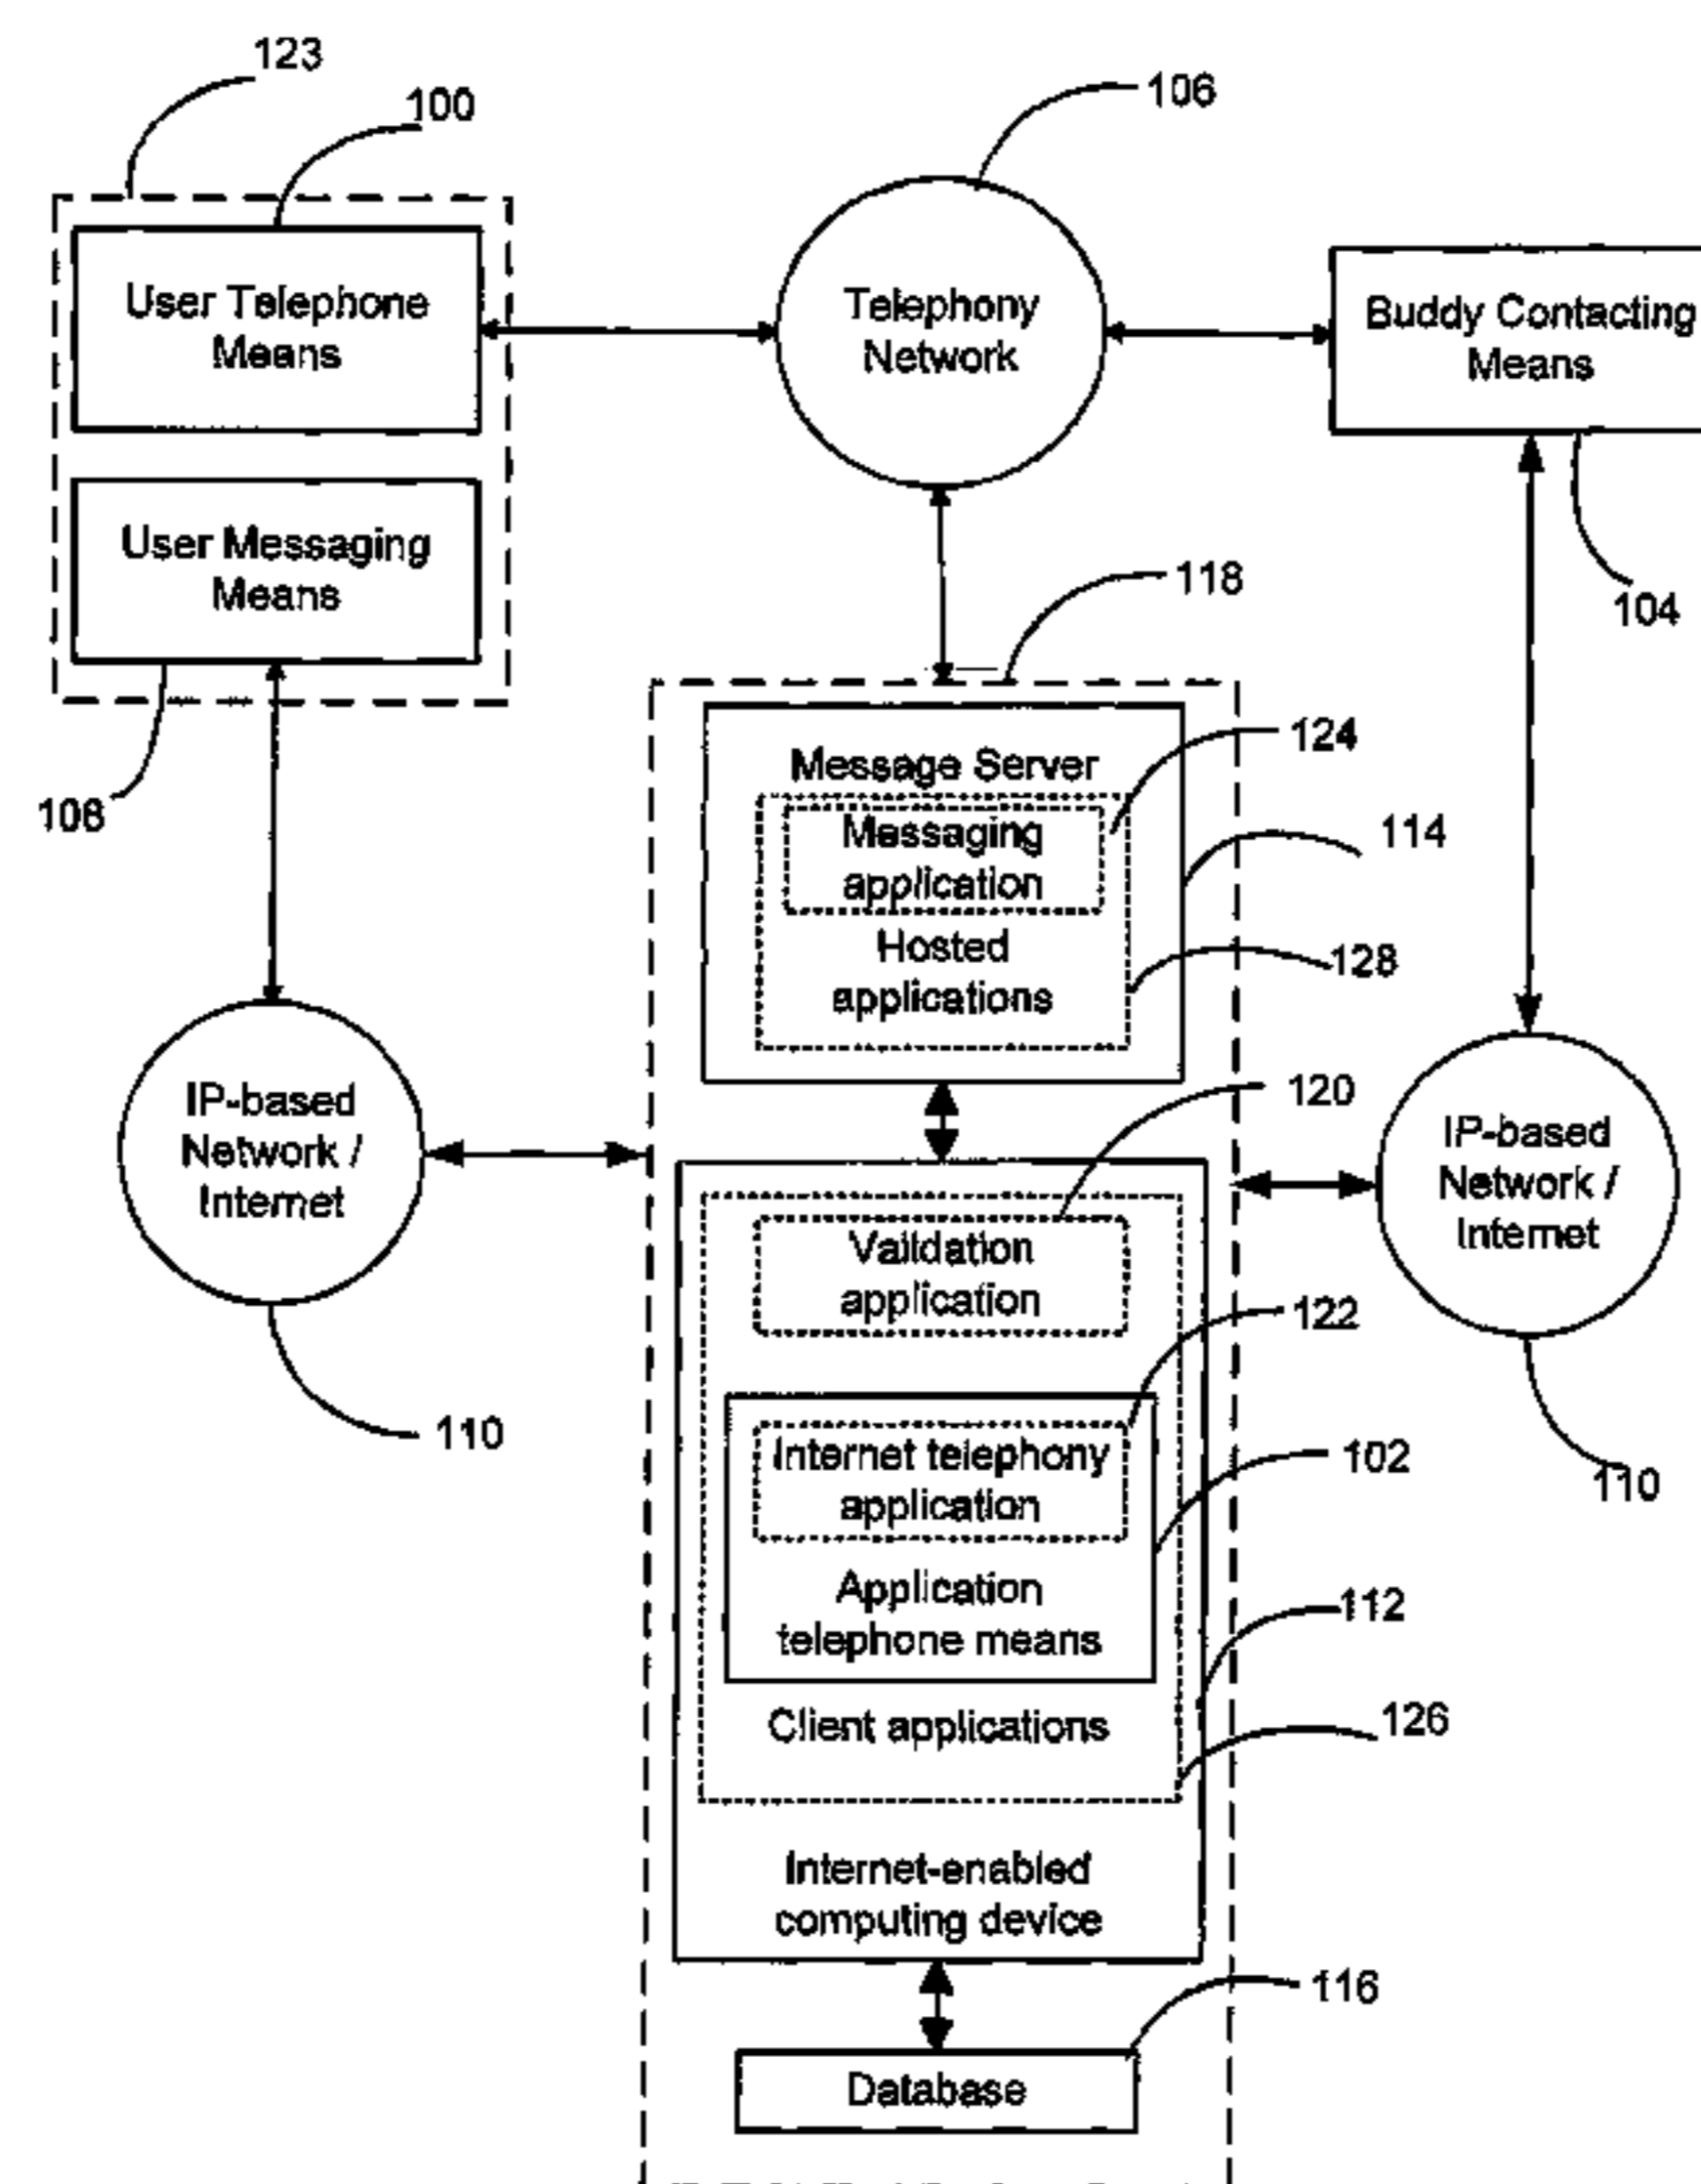 123
100
106
User Telephone
Means
Telephony
Network
Buddy Contacting
Means
User Messaging
Means
118
104
108
Message Server
124
Messaging
application
114
Hosted
applications
128
IP-based
Network /
Internet
120
IP-based
Network /
Internet
Validation
application
122
110
Internet telephony
application
102
110
Application
telephone means
112
Client applications
126
Internet-enabled
computing device
116
Database